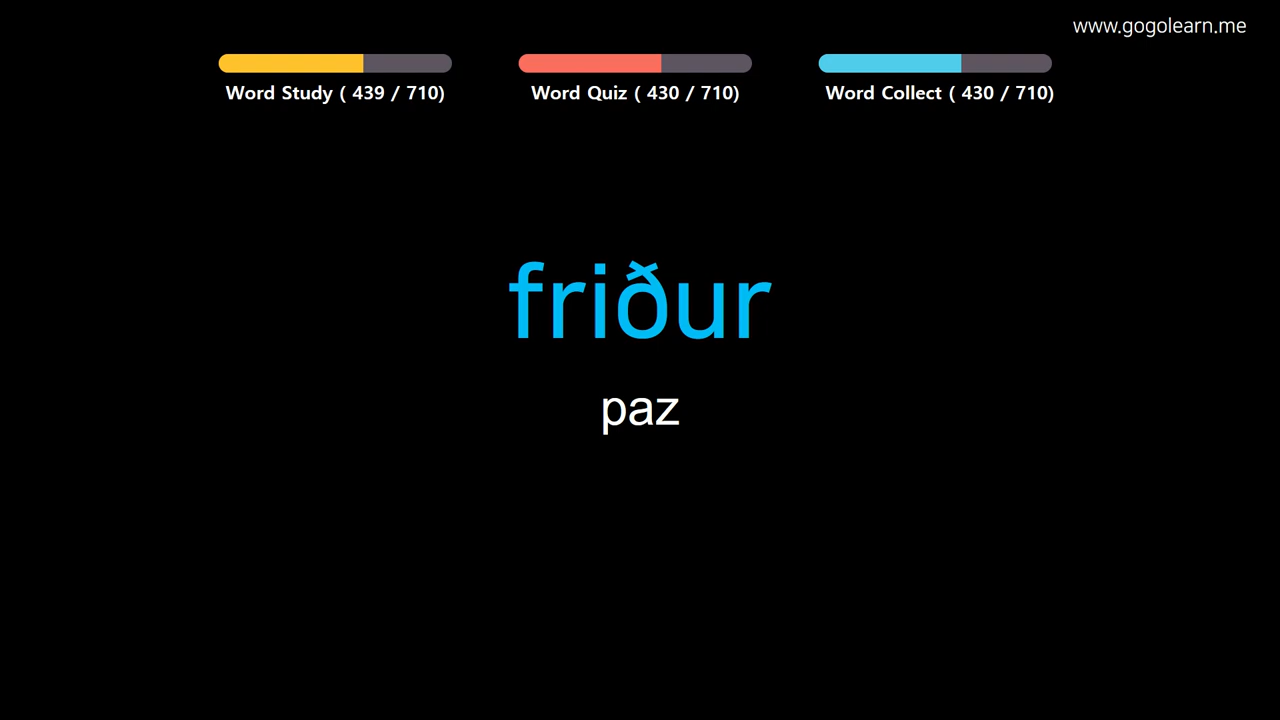 www.gogolearn.me
Word Study ( 439 / 710)
Word Quiz ( 430 / 710)
Word Collect ( 430 / 710)
friður
paz